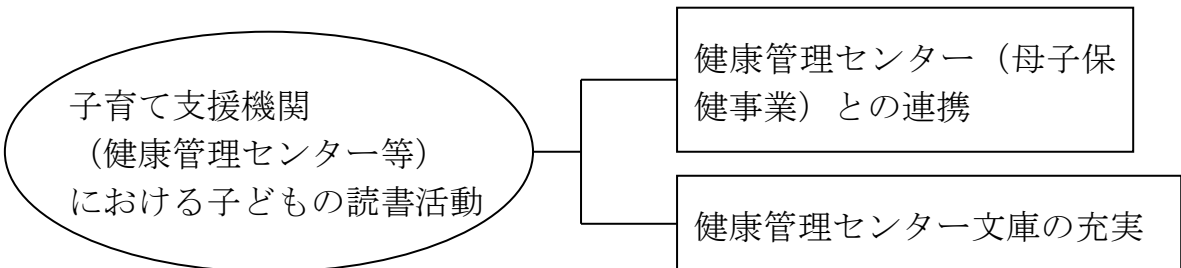 子育て支援機関
（健康管理センター等）
における子どもの読書活動
健康管理センター（母子保
健事業）との連携
健康管理センター文庫の充実